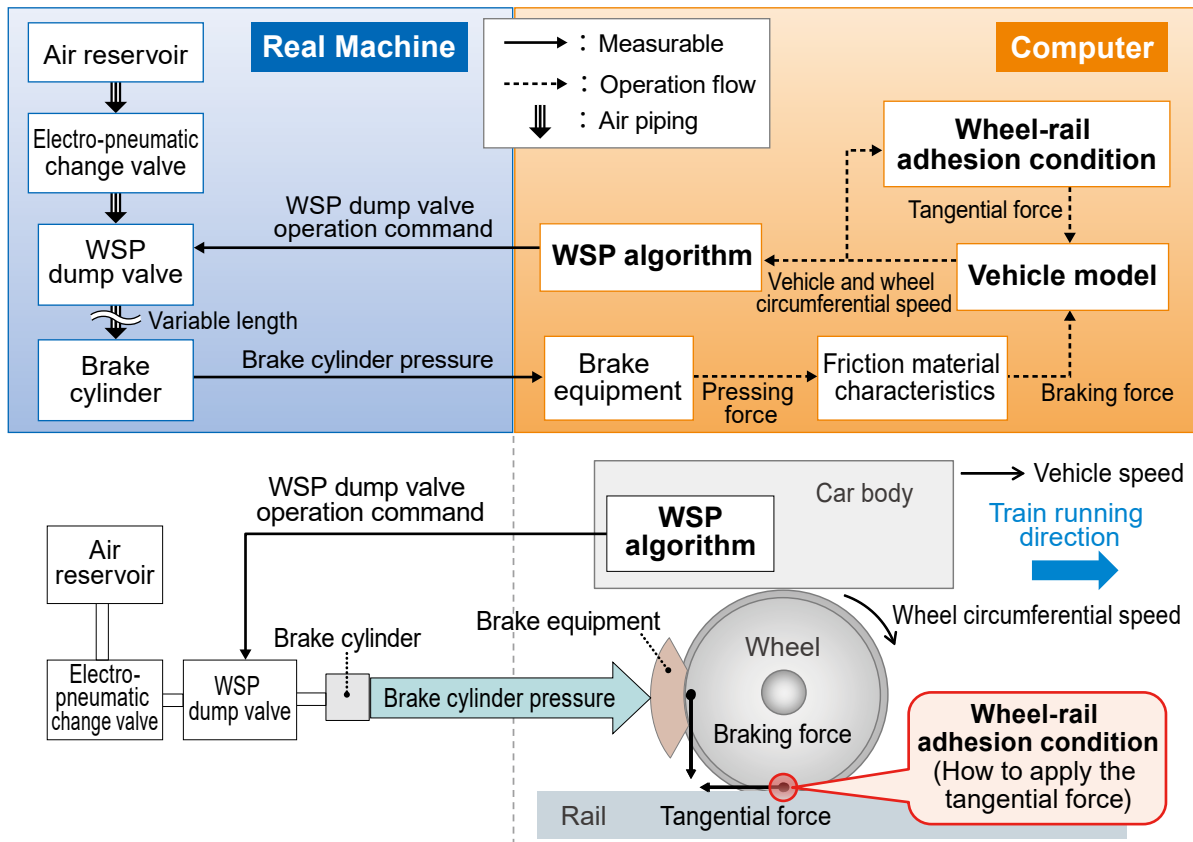 Real Machine
Computer
: Measurable
: Operation flow
: Air piping
Air reservoir
Electro-pneumatic
change valve
WSP
dump valve
Variable length
Brake
cylinder
WSP dump valve
operation command
Brake cylinder pressure
Wheel-rail
adhesion condition
Tangential force
WSP algorithm
Vehicle and wheel
circumferential speed
Vehicle model
Brake
equipment
Pressing
force
Friction material
characteristics
Braking force
WSP dump valve
operation command
Air
reservoir
Electro-
pneumatic
change valve
WSP
dump valve
Brake cylinder
Brake cylinder pressure
Brake equipment
Car body
WSP
algorithm
Vehicle speed
Train running
direction
Wheel circumferential speed
Wheel
Braking force
Tangential force
Rail
Wheel-rail
adhesion condition
(How to apply the
tangential force)